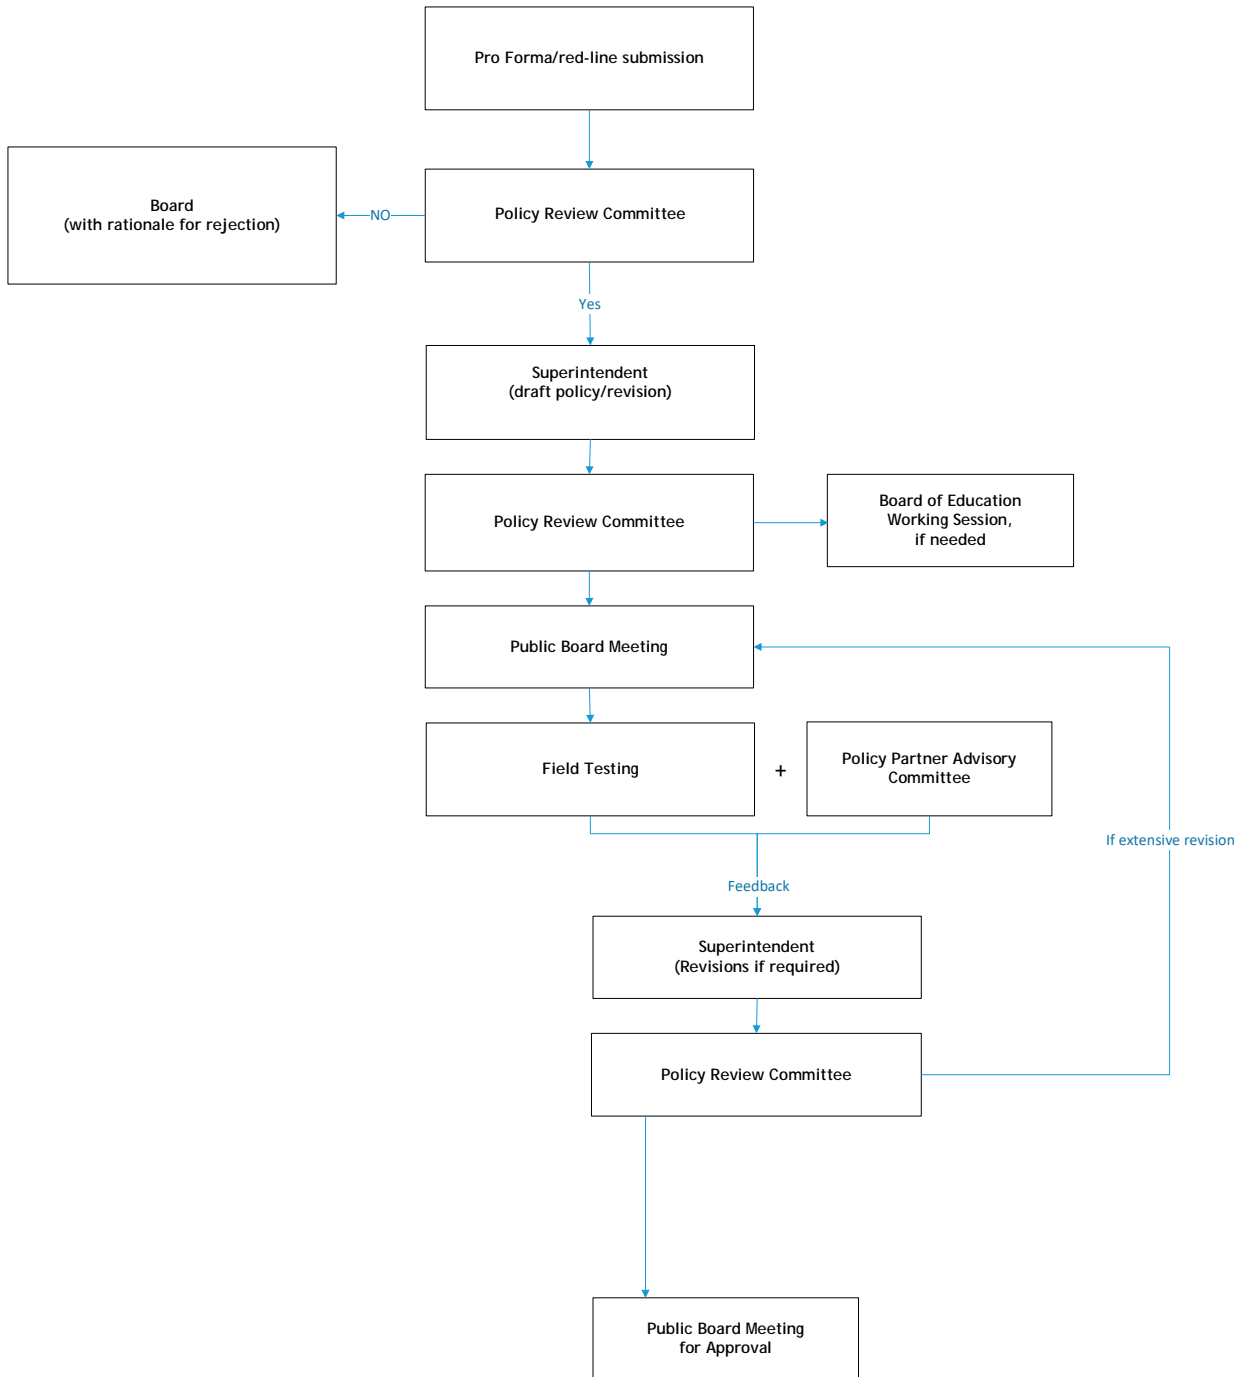 Pro Forma/red-line submission
Board
(with rationale for rejection)
NO
Policy Review Committee
Yes
Superintendent
(draft policy/revision)
Policy Review Committee
Board of Education
Working Session,
if needed
Public Board Meeting
Field Testing
+
Policy Partner Advisory
Committee
If extensive revision
Feedback
Superintendent
(Revisions if required)
Policy Review Committee
Public Board Meeting
for Approval